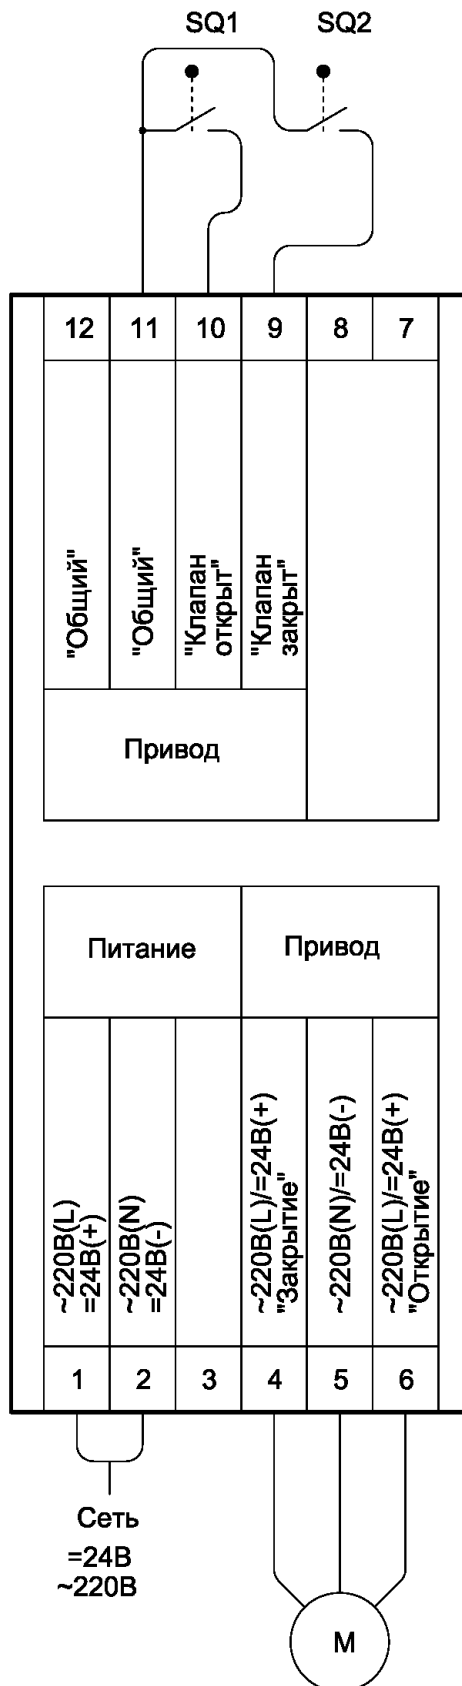 SQ1 SQ2
12 11 10 9 8 7
"Общий"
"Общий"
"Клапан
открыт"
"Клапан
закрыт"
Привод
Питание
Привод
~220В(L)
=24В(+)
~220В(N)
=24В(-)
~220В(L)/=24В(+)
"Закрытие"
~220В(N)/=24В(-)
~220В(L)/=24В(+)
"Открытие"
1 2 3 4 5 6
Сеть
=24В
~220В
М